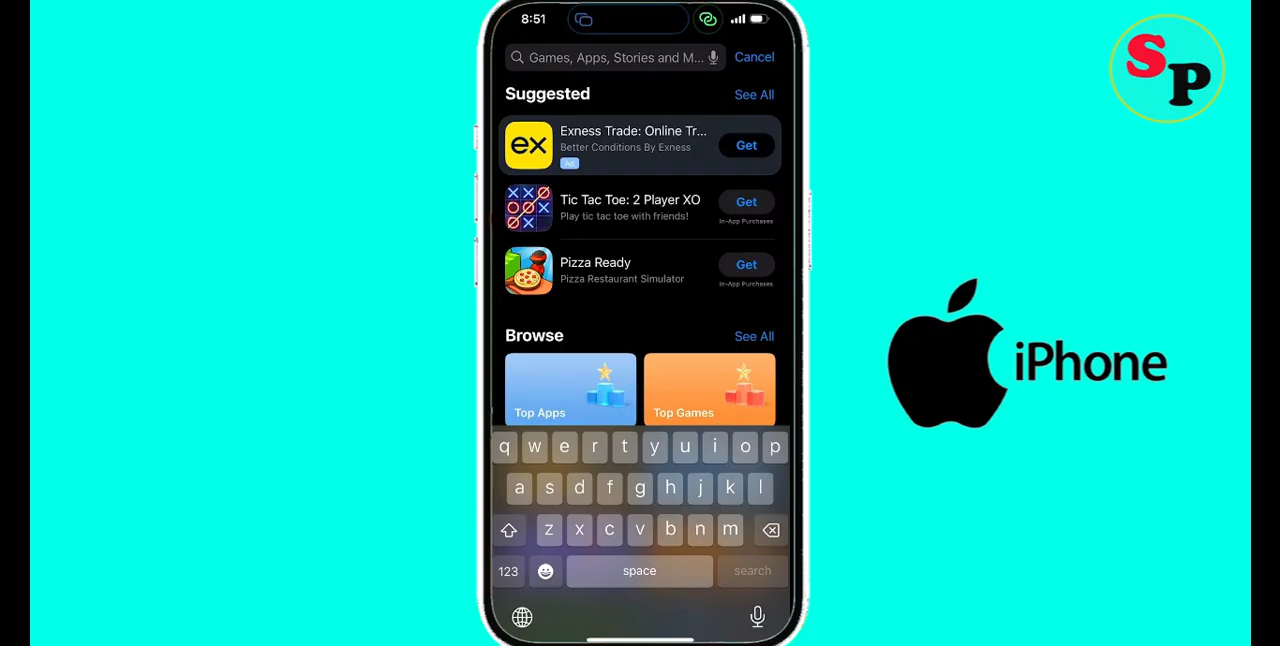 8:51
Games, Apps, Stories and M... Cancel
Suggested See All
ex
Exness Trade: Online Tr...
Better Conditions By Exness
Ad
Get
Tic Tac Toe: 2 Player XO
Play tic tac toe with friends!
Get
In-App Purchases
Pizza Ready
Pizza Restaurant Simulator
Get
In-App Purchases
Browse See All
Top Apps Top Games
q w e r t y u i o p
a s d f g h j k l
z x c v b n m
123 space search
SP
iPhone